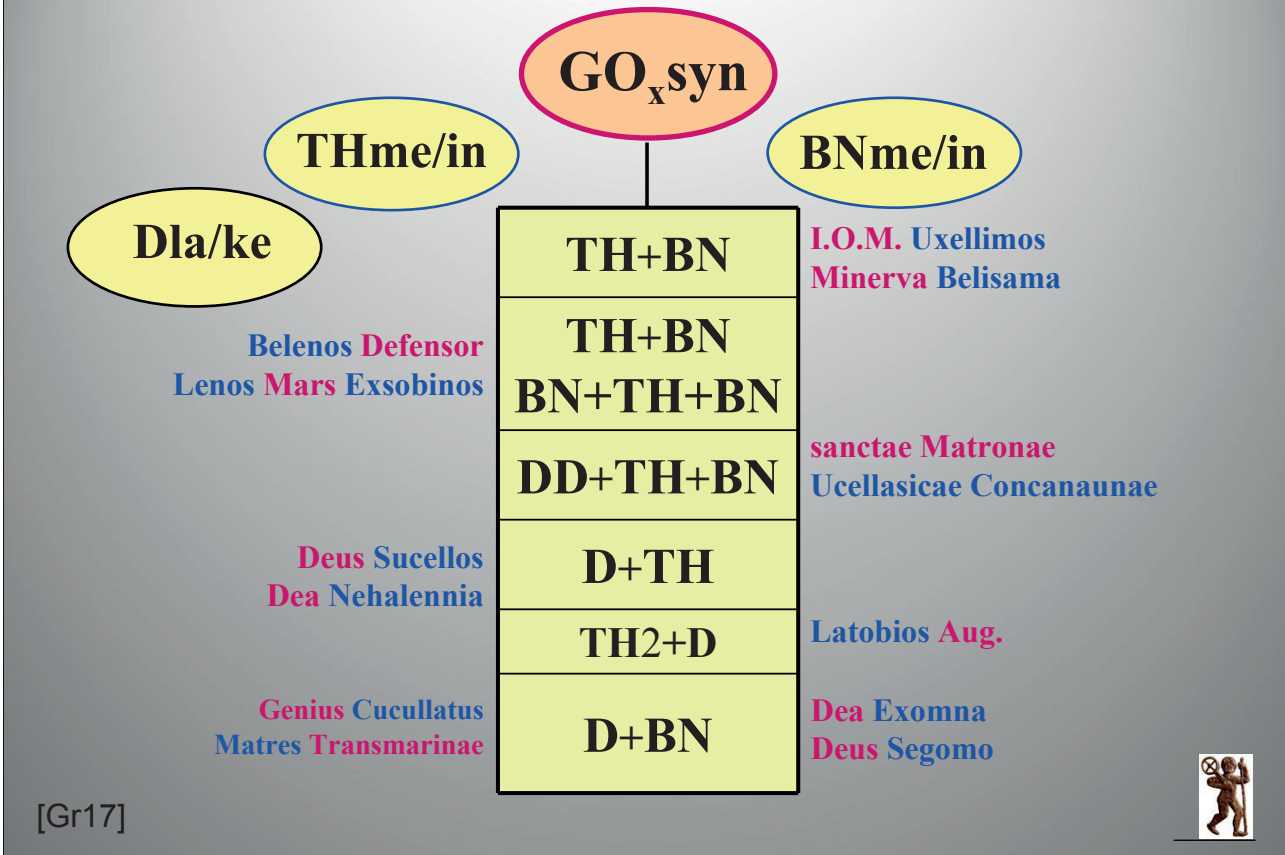 GOxsyn
THme/in
BNme/in
Dla/ke
TH+BN
I.O.M. Uxellimos
Minerva Belisama
Belenos Defensor
Lenos Mars Exsobinos
TH+BN
BN+TH+BN
DD+TH+BN
sanctae Matronae
Ucellasicae Concanaunae
Deus Sucellos
Dea Nehalennia
D+TH
TH2+D
Latobios Aug.
Genius Cucullatus
Matres Transmarinae
D+BN
Dea Exomna
Deus Segomo
[Gr17]